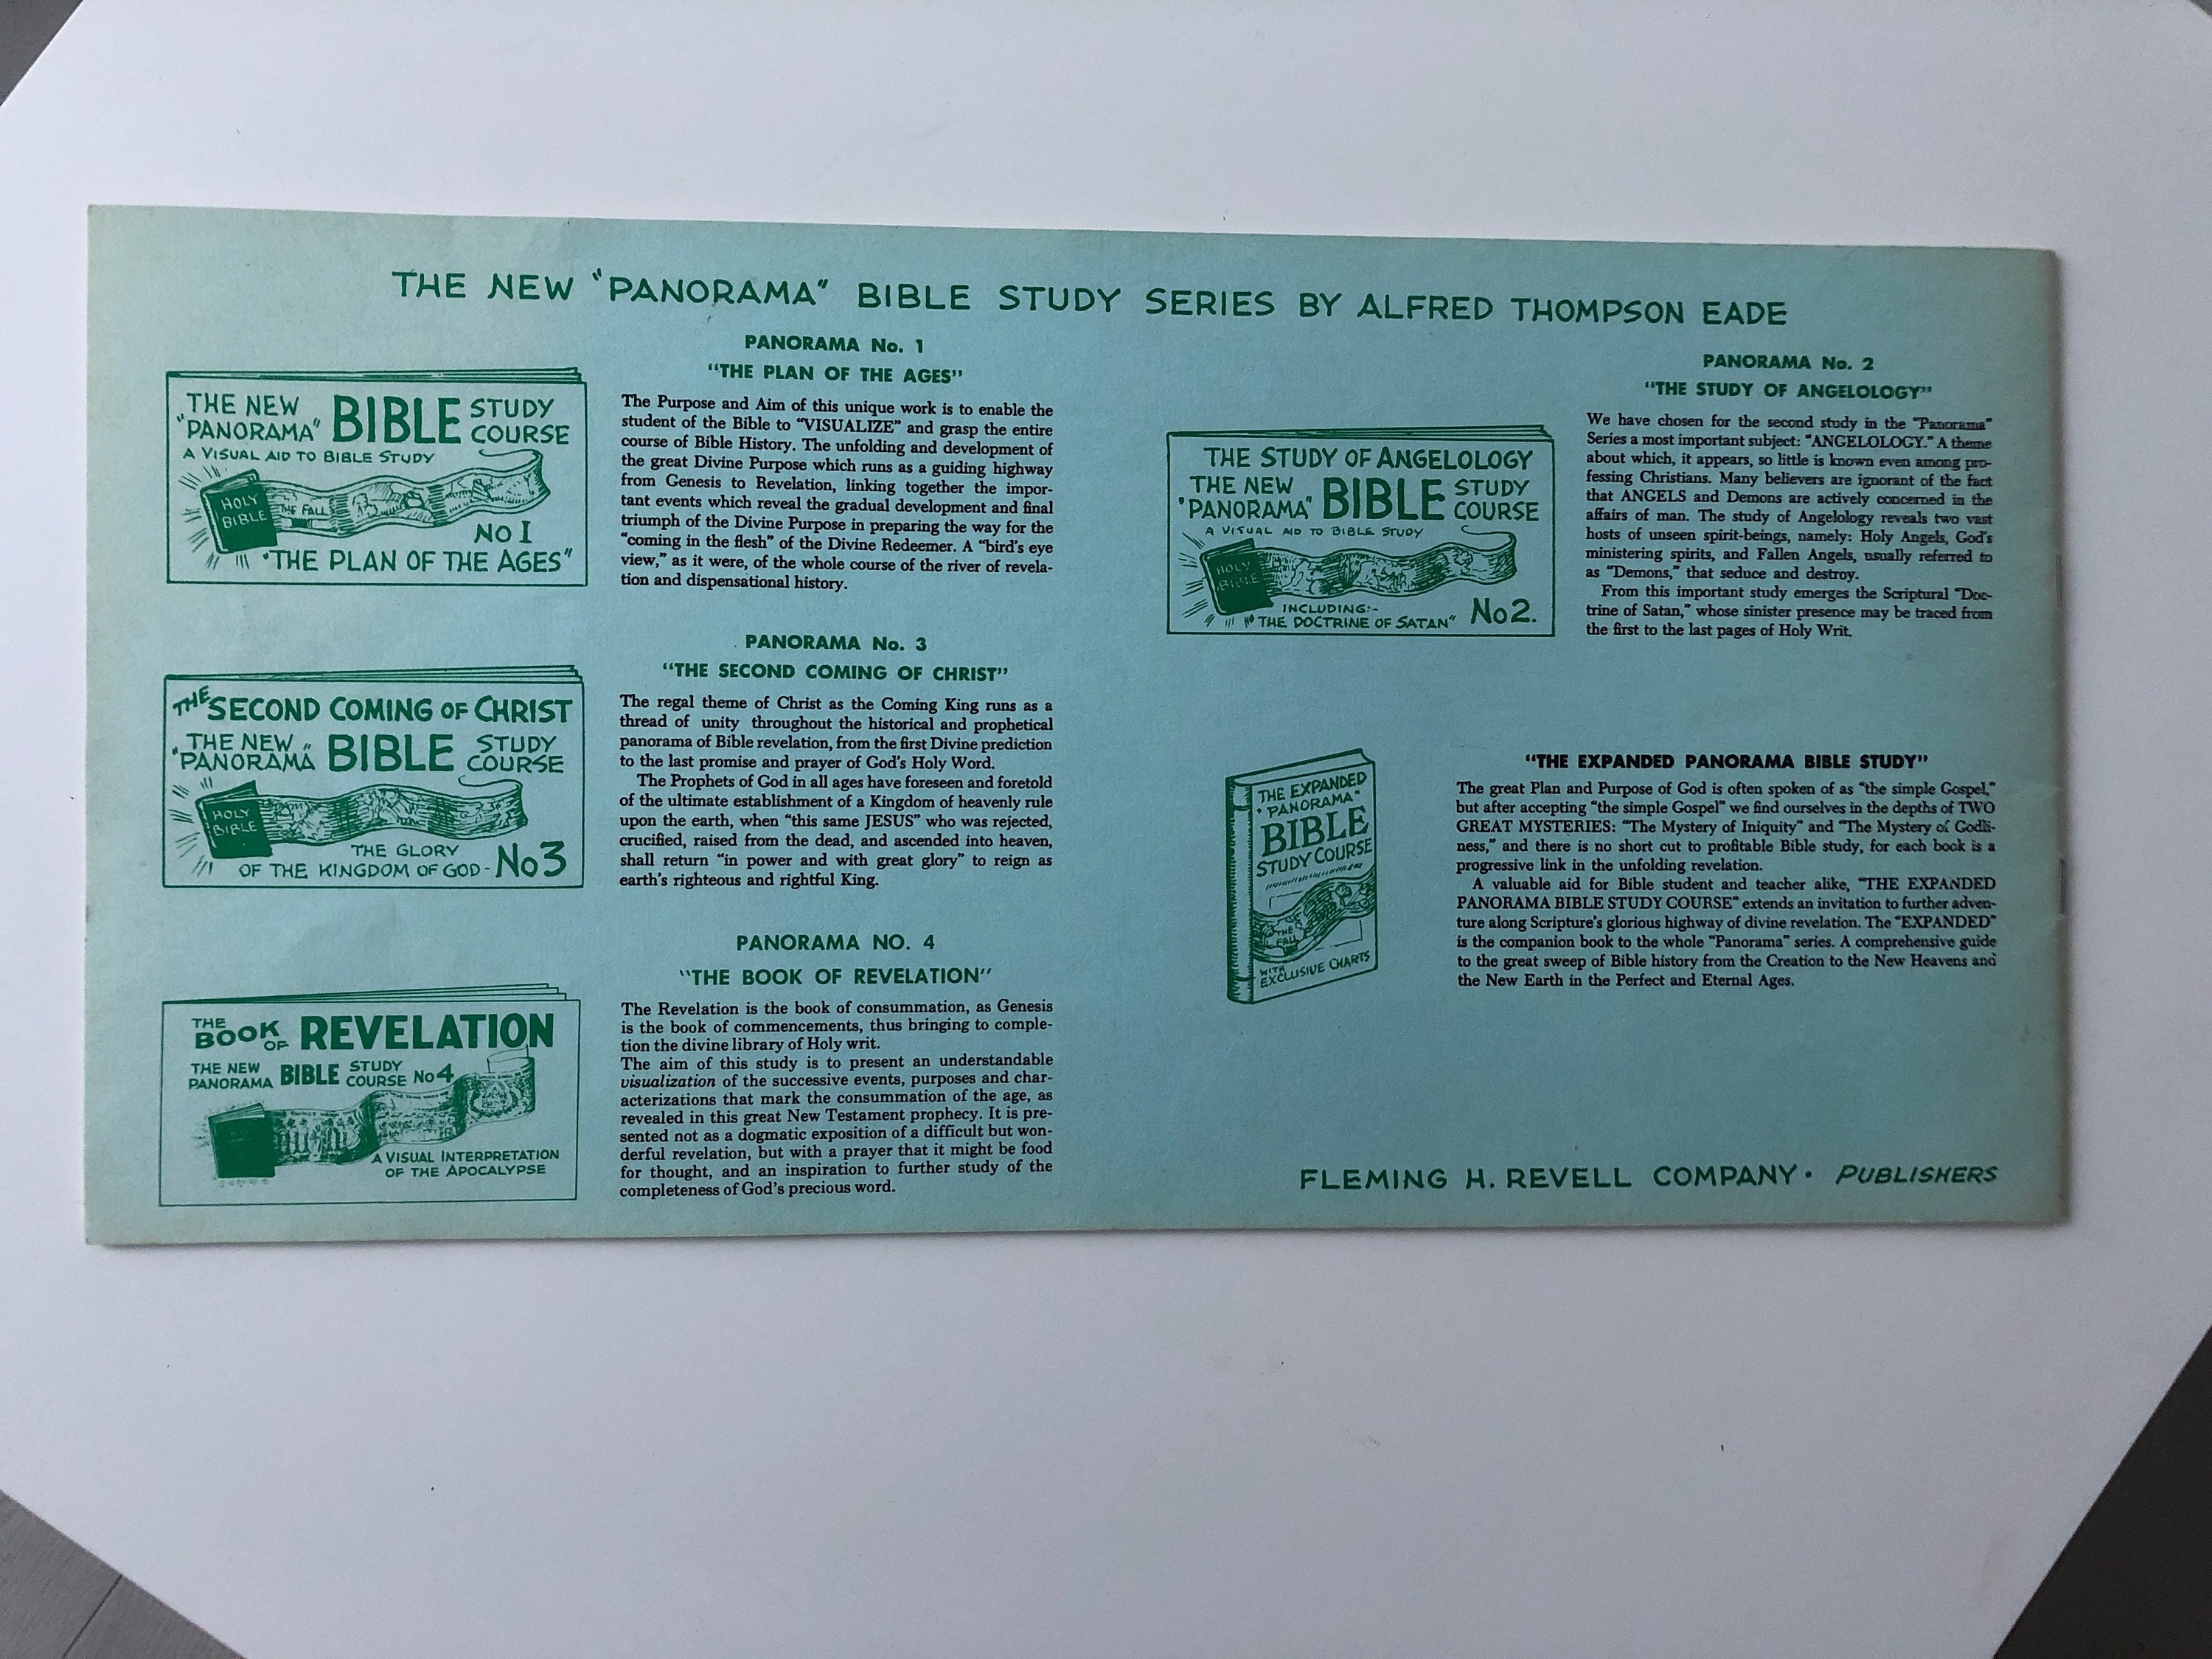 THE NEW "PANORAMA" BIBLE STUDY SERIES BY ALFRED THOMPSON EADE
THE NEW
"PANORAMA" BIBLE STUDY
COURSE
A VISUAL AID TO BIBLE STUDY
HOLY
BIBLE
THE FALL
No 1
"THE PLAN OF THE AGES"
PANORAMA No. 1
"THE PLAN OF THE AGES"
The Purpose and Aim of this unique work is to enable the
student of the Bible to "VISUALIZE" and grasp the entire
course of Bible History. The unfolding and development of
the great Divine Purpose which runs as a guiding highway
from Genesis to Revelation, linking together the impor-
tant events which reveal the gradual development and final
triumph of the Divine Purpose in preparing the way for the
"coming in the flesh" of the Divine Redeemer. A "bird's eye
view," as it were, of the whole course of the river of revela-
tion and dispensational history.
THE SECOND COMING OF CHRIST
THE NEW
"PANORAMA" BIBLE STUDY
COURSE
HOLY
BIBLE
THE GLORY
OF THE KINGDOM OF GOD - No 3
PANORAMA No. 3
"THE SECOND COMING OF CHRIST"
The regal theme of Christ as the Coming King runs as a
thread of unity throughout the historical and prophetical
panorama of Bible revelation, from the first Divine prediction
to the last promise and prayer of God's Holy Word.
The Prophets of God in all ages have foreseen and foretold
of the ultimate establishment of a Kingdom of heavenly rule
upon the earth, when "this same JESUS" who was rejected,
crucified, raised from the dead, and ascended into heaven,
shall return "in power and with great glory" to reign as
earth's righteous and rightful King.
THE
BOOK OF REVELATION
THE NEW
PANORAMA BIBLE STUDY
COURSE No 4
A VISUAL INTERPRETATION
OF THE APOCALYPSE
PANORAMA NO. 4
"THE BOOK OF REVELATION"
The Revelation is the book of consummation, as Genesis
is the book of commencements, thus bringing to comple-
tion the divine library of Holy writ.
The aim of this study is to present an understandable
visualization of the successive events, purposes and char-
acterizations that mark the consummation of the age, as
revealed in this great New Testament prophecy. It is pre-
sented not as a dogmatic exposition of a difficult but won-
derful revelation, but with a prayer that it might be food
for thought, and an inspiration to further study of the
completeness of God's precious word.
THE STUDY OF ANGELOLOGY
THE NEW
"PANORAMA" BIBLE STUDY
COURSE
A VISUAL AID TO BIBLE STUDY
HOLY
BIBLE
INCLUDING:-
"THE DOCTRINE OF SATAN" No 2.
PANORAMA No. 2
"THE STUDY OF ANGELOLOGY"
We have chosen for the second study in the "Panorama"
Series a most important subject: "ANGELOLOGY." A theme
about which, it appears, so little is known even among pro-
fessing Christians. Many believers are ignorant of the fact
that ANGELS and Demons are actively concerned in the
affairs of man. The study of Angelology reveals two vast
hosts of unseen spirit-beings, namely: Holy Angels, God's
ministering spirits, and Fallen Angels, usually referred to
as "Demons," that seduce and destroy.
From this important study emerges the Scriptural "Doc-
trine of Satan," whose sinister presence may be traced from
the first to the last pages of Holy Writ.
THE EXPANDED
"PANORAMA"
BIBLE
STUDY COURSE
THE
FALL
WITH
EXCLUSIVE CHARTS
"THE EXPANDED PANORAMA BIBLE STUDY"
The great Plan and Purpose of God is often spoken of as "the simple Gospel,"
but after accepting "the simple Gospel" we find ourselves in the depths of TWO
GREAT MYSTERIES: "The Mystery of Iniquity" and "The Mystery of Godli-
ness," and there is no short cut to profitable Bible study, for each book is a
progressive link in the unfolding revelation.
A valuable aid for Bible student and teacher alike, "THE EXPANDED
PANORAMA BIBLE STUDY COURSE" extends an invitation to further adven-
ture along Scripture's glorious highway of divine revelation. The "EXPANDED"
is the companion book to the whole "Panorama" series. A comprehensive guide
to the great sweep of Bible history from the Creation to the New Heavens and
the New Earth in the Perfect and Eternal Ages.
FLEMING H. REVELL COMPANY · PUBLISHERS